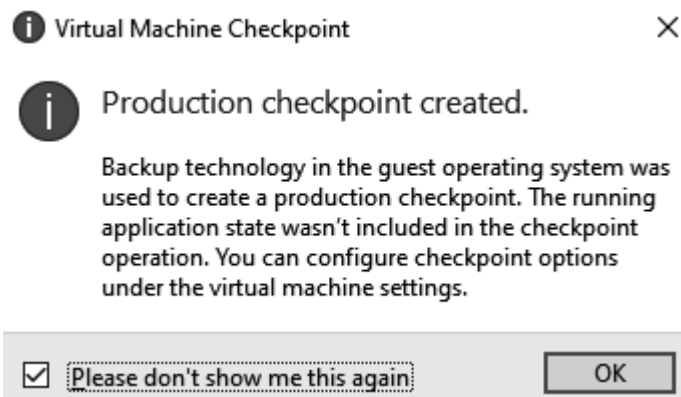 Virtual Machine Checkpoint
Production checkpoint created.
Backup technology in the guest operating system was
used to create a production checkpoint. The running
application state wasn't included in the checkpoint
operation. You can configure checkpoint options
under the virtual machine settings.
Please don't show me this again
OK